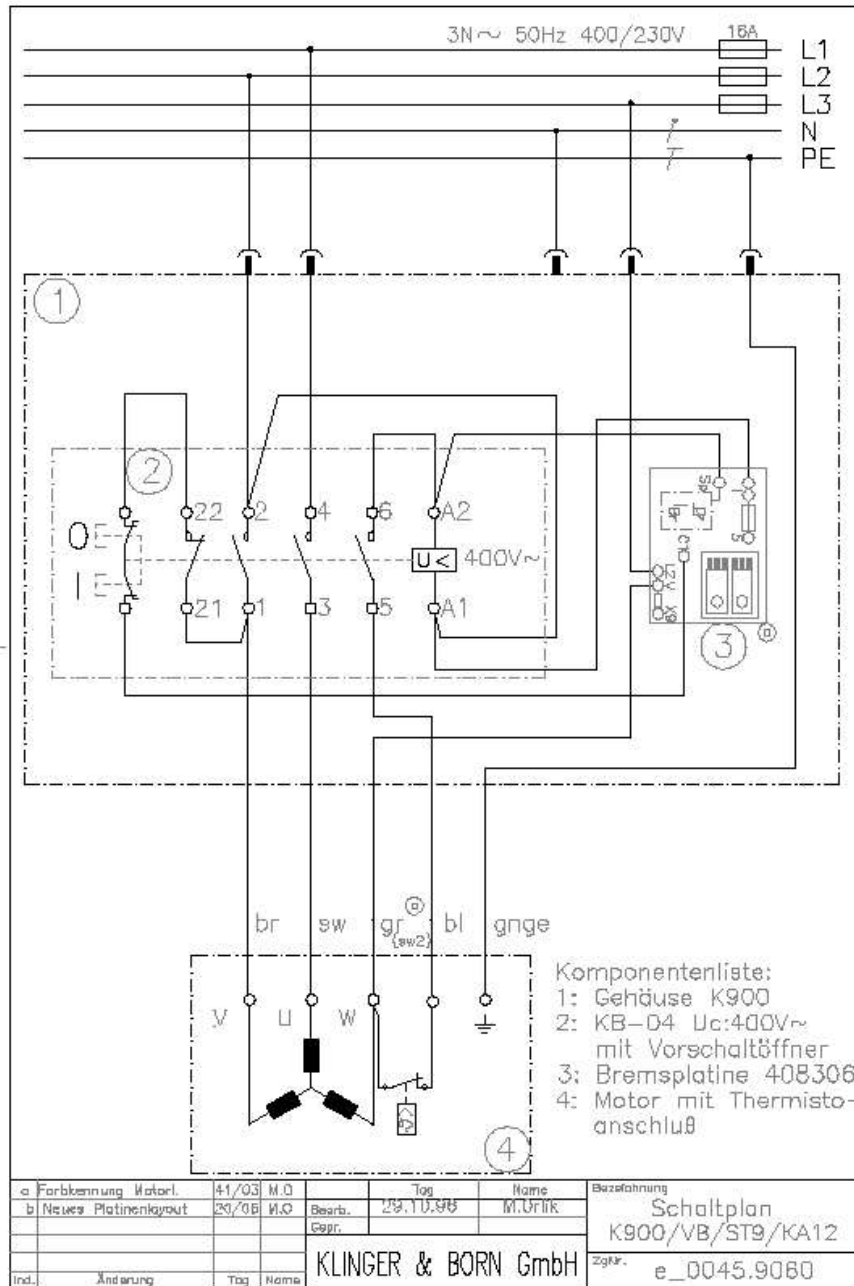 3N~ 50Hz 400/230V
16A
L1
L2
L3
N
PE
1
2
22 2 4 6 A2
0
U< 400V~
I
21 1 3 5 A1
3
br sw gr bl gnge
{sw2}
V U W
4
Komponentenliste:
1: Gehäuse K900
2: KB-04 Uc:400V~
mit Vorschaltöffner
3: Bremsplatine 408306
4: Motor mit Thermisto-
anschluß
a Farbkennung Motorl. 41/03 M.O
b Neues Platinenlayout 20/06 M.O
Tag Name
Bearb. 29.10.96 M.Orlik
Gepr.
Ind. Änderung Tag Name
KLINGER & BORN GmbH
Bezeichnung
Schaltplan
K900/VB/ST9/KA12
ZgNr. e_0045.9060